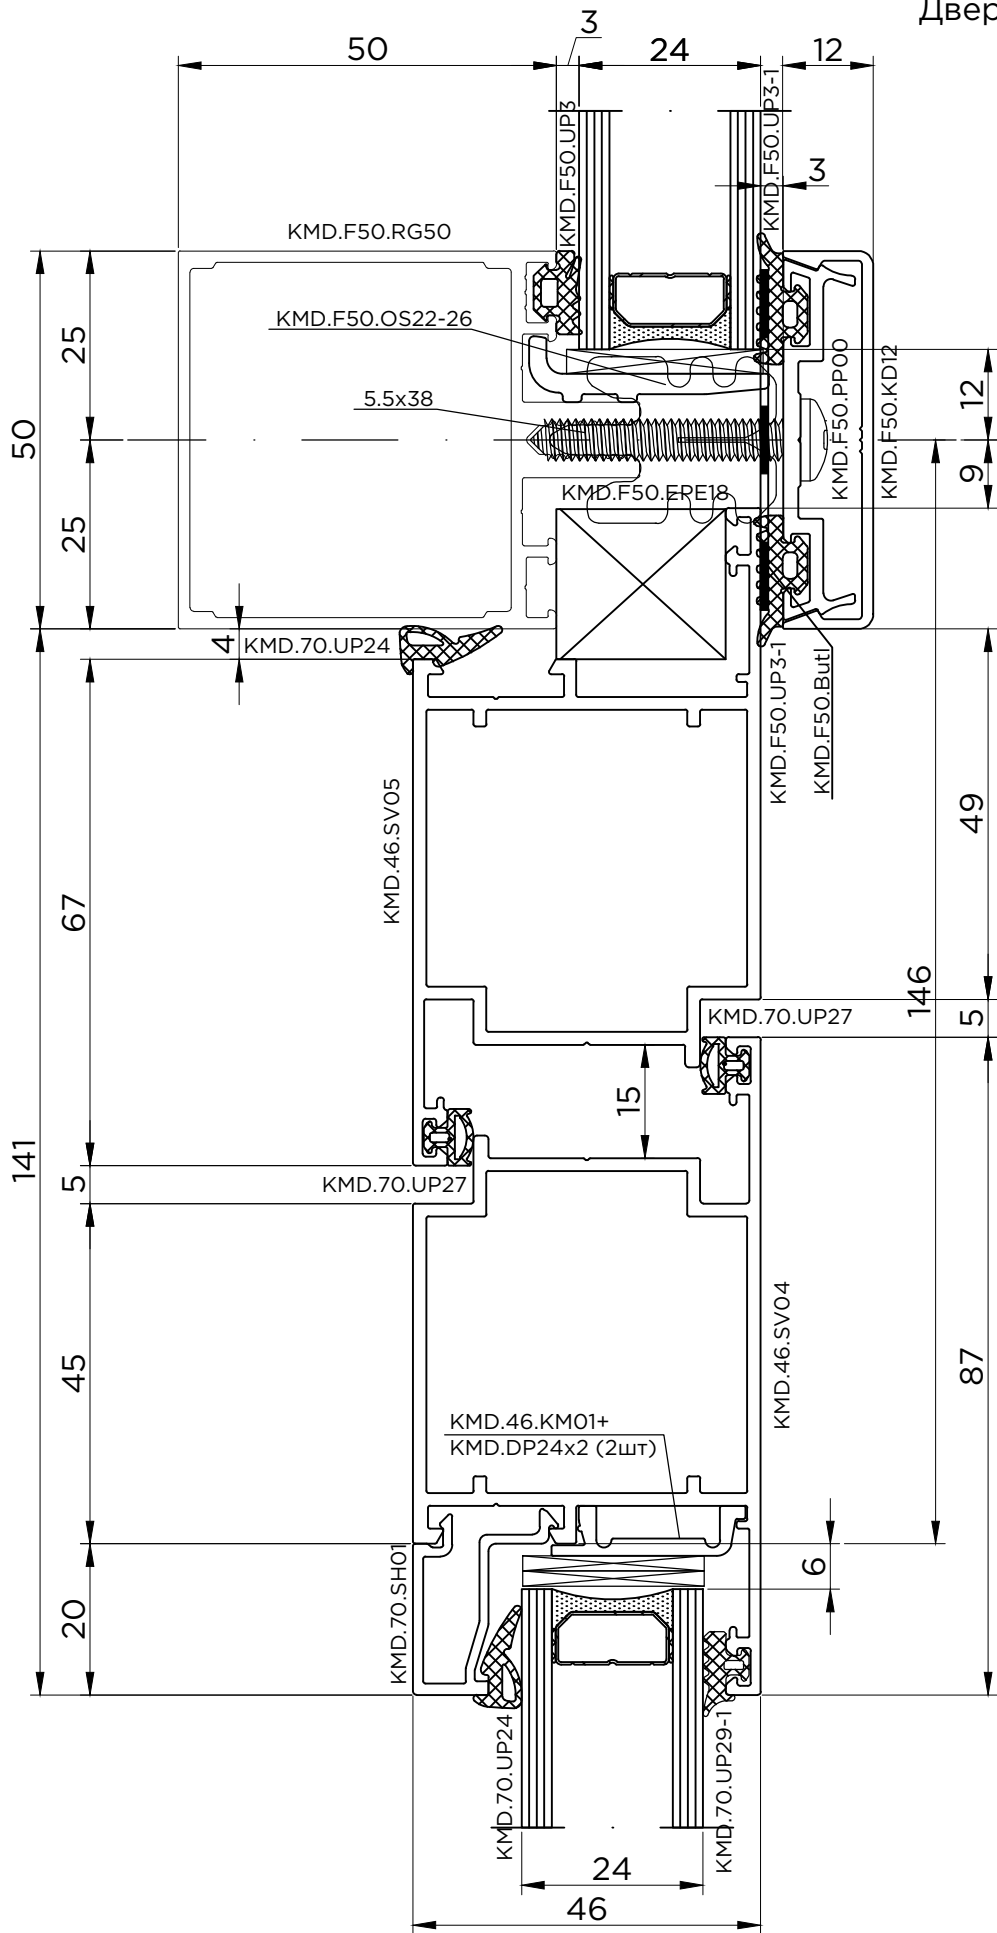 Двер
3
50
24
12
KMD.F50.UP3
KMD.F50.UP3-1
3
KMD.F50.RG50
KMD.F50.OS22-26
25
5.5x38
KMD.F50.PP00
KMD.F50.KD12
12
50
9
KMD.F50.EPE18
25
4
KMD.70.UP24
KMD.F50.UP3-1
KMD.F50.Butl
KMD.46.SV05
49
67
146
KMD.70.UP27
5
15
141
5
KMD.70.UP27
45
KMD.46.SV04
87
KMD.46.KM01+
KMD.DP24x2 (2шт)
6
20
KMD.70.SH01
KMD.70.UP24
KMD.70.UP29-1
24
46